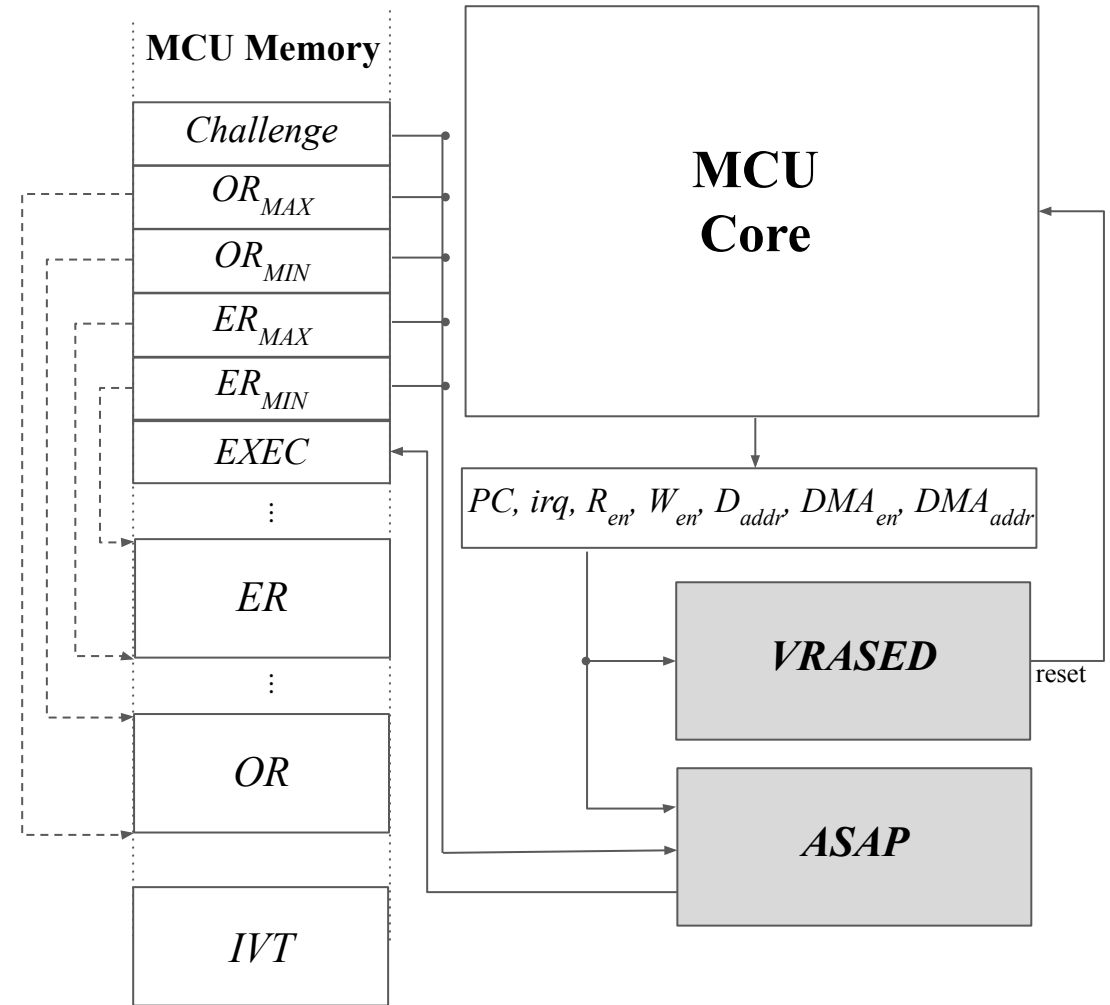 MCU Memory
Challenge
OR_MAX
OR_MIN
ER_MAX
ER_MIN
EXEC
⋮
ER
⋮
OR
IVT
MCU
Core
PC, irq, R_en, W_en, D_addr, DMA_en, DMA_addr
VRASED
reset
ASAP